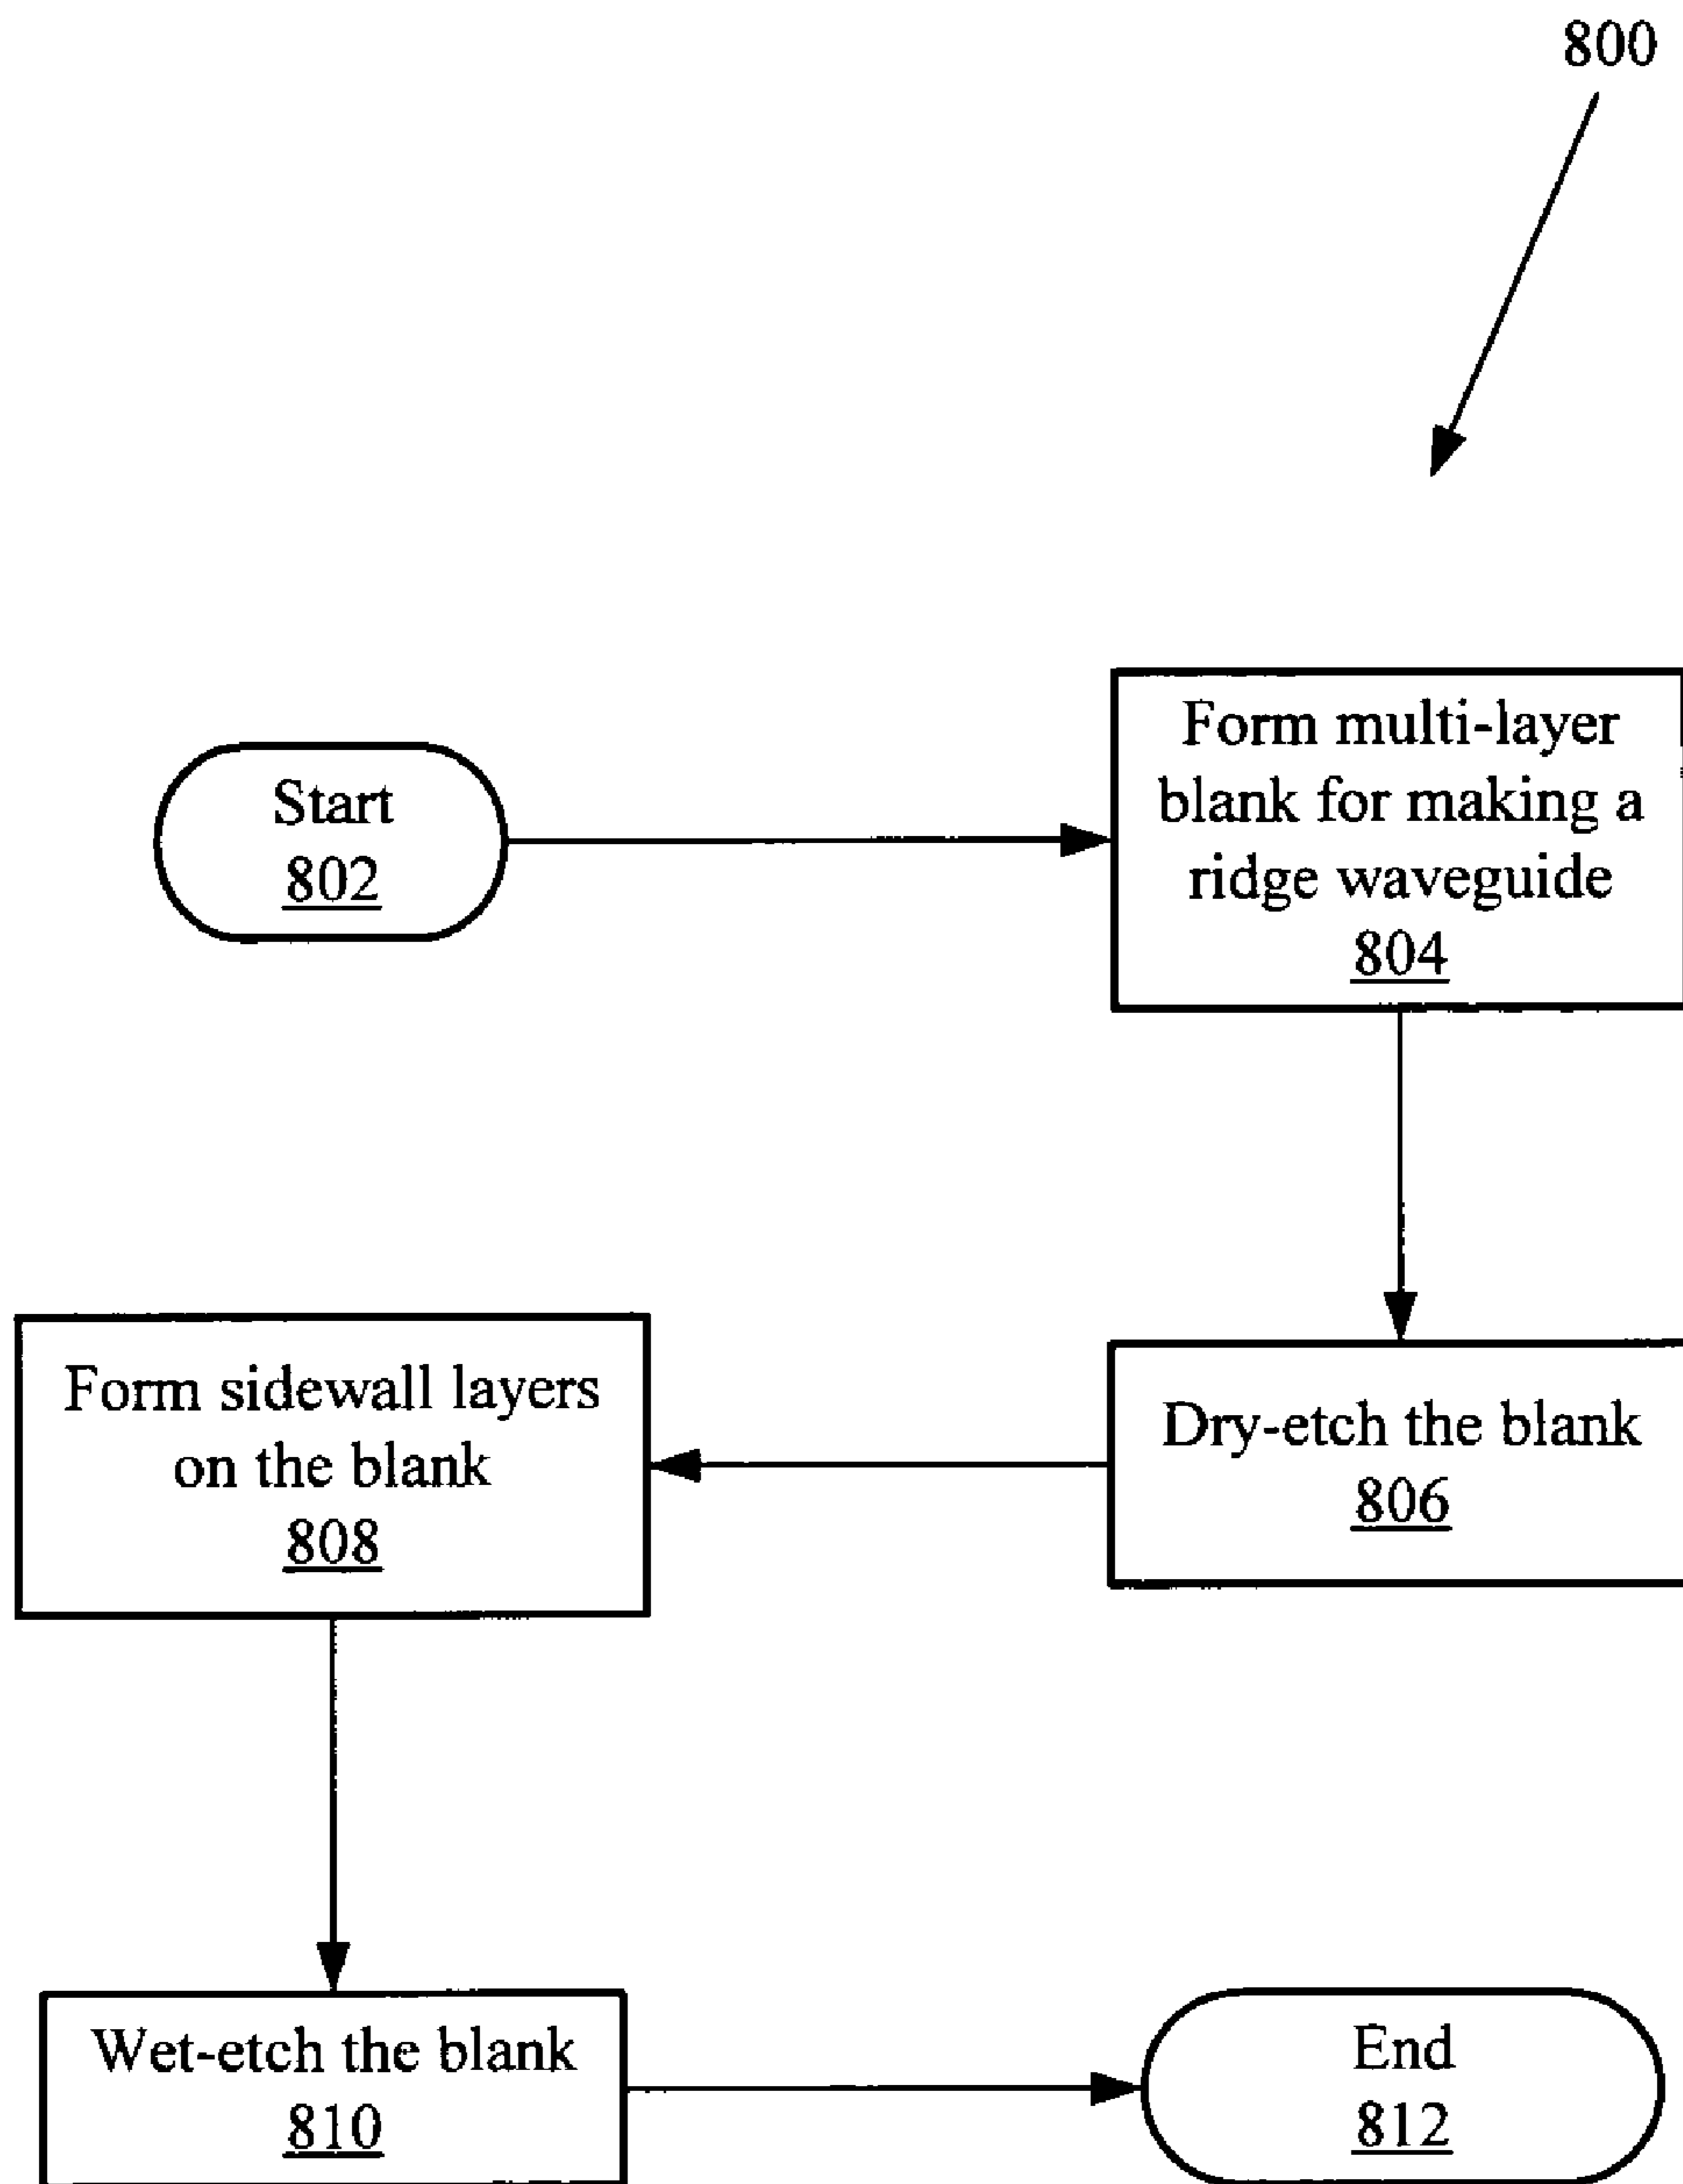 800
Start
802
Form multi-layer
blank for making a
ridge waveguide
804
Dry-etch the blank
806
Form sidewall layers
on the blank
808
Wet-etch the blank
810
End
812